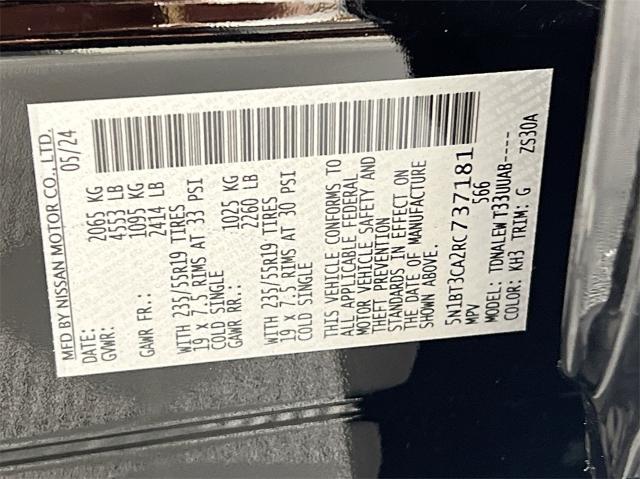 MFD BY NISSAN MOTOR CO., LTD.
DATE: 05/24
GVWR: 2065 KG
4553 LB
GAWR FR.: 1095 KG
2414 LB
WITH 235/55R19 TIRES
19 x 7.5 RIMS AT 33 PSI
COLD SINGLE
GAWR RR.: 1025 KG
2260 LB
WITH 235/55R19 TIRES
19 x 7.5 RIMS AT 30 PSI
COLD SINGLE
THIS VEHICLE CONFORMS TO
ALL APPLICABLE FEDERAL
MOTOR VEHICLE SAFETY AND
THEFT PREVENTION
STANDARDS IN EFFECT ON
THE DATE OF MANUFACTURE
SHOWN ABOVE.
5N1BT3CA2RC737181
MPV 566
MODEL: TDNALEWT33UUAB----
COLOR: KH3 TRIM: G ZS30A